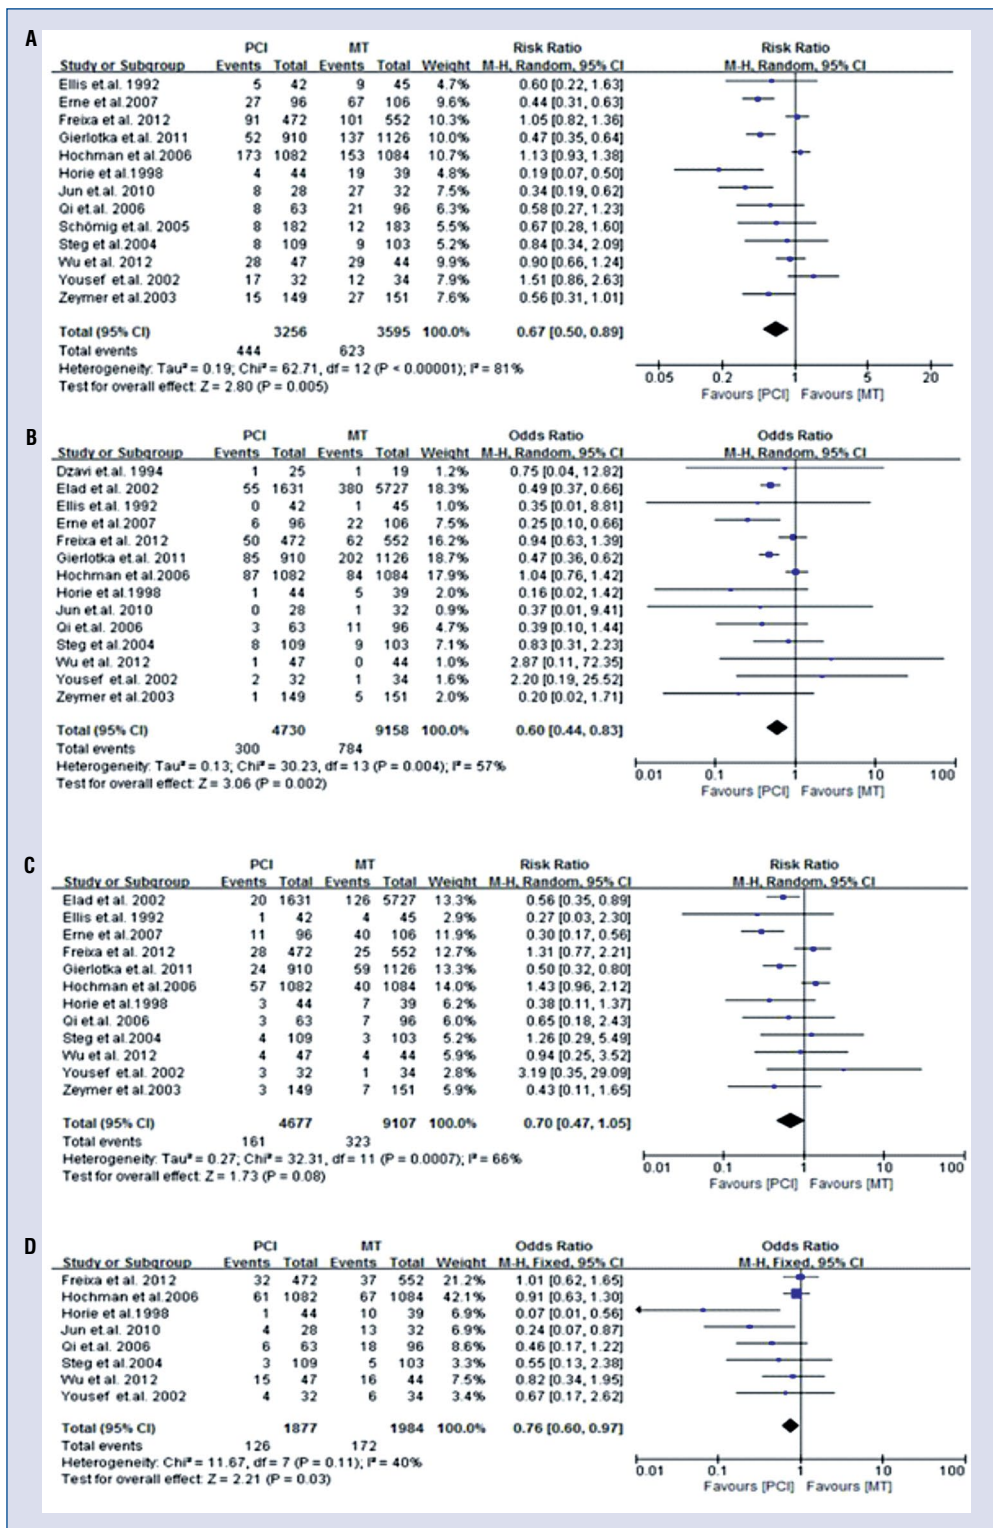 A
PCI MT Risk Ratio Risk Ratio
Study or Subgroup Events Total Events Total Weight M-H, Random, 95% CI M-H, Random, 95% CI
Ellis et.al. 1992 5 42 9 45 4.7% 0.60 [0.22, 1.63]
Erne et.al.2007 27 96 67 106 9.6% 0.44 [0.31, 0.63]
Freixa et al. 2012 91 472 101 552 10.3% 1.05 [0.82, 1.36]
Gierlotka et.al. 2011 52 910 137 1126 10.0% 0.47 [0.35, 0.64]
Hochman et.al.2006 173 1082 153 1084 10.7% 1.13 [0.93, 1.38]
Horie et al.1998 4 44 19 39 4.8% 0.19 [0.07, 0.50]
Jun et.al. 2010 8 28 27 32 7.5% 0.34 [0.19, 0.62]
Qi et.al. 2006 8 63 21 96 6.3% 0.58 [0.27, 1.23]
Schömig et al. 2005 8 182 12 183 5.5% 0.67 [0.28, 1.60]
Steg et al.2004 8 109 9 103 5.2% 0.84 [0.34, 2.09]
Wu et al. 2012 28 47 29 44 9.9% 0.90 [0.66, 1.24]
Yousef et.al. 2002 17 32 12 34 7.9% 1.51 [0.86, 2.63]
Zeymer et al.2003 15 149 27 151 7.6% 0.56 [0.31, 1.01]
Total (95% CI) 3256 3595 100.0% 0.67 [0.50, 0.89]
Total events 444 623
Heterogeneity: Tau² = 0.19; Chi² = 62.71, df = 12 (P < 0.00001); I² = 81%
Test for overall effect: Z = 2.80 (P = 0.005)
0.05 0.2 1 5 20
Favours [PCI] Favours [MT]
B
PCI MT Odds Ratio Odds Ratio
Study or Subgroup Events Total Events Total Weight M-H, Random, 95% CI M-H, Random, 95% CI
Dzavi et.al. 1994 1 25 1 19 1.2% 0.75 [0.04, 12.82]
Elad et al. 2002 55 1631 380 5727 18.3% 0.49 [0.37, 0.66]
Ellis et.al. 1992 0 42 1 45 1.0% 0.35 [0.01, 8.81]
Erne et.al.2007 6 96 22 106 7.5% 0.25 [0.10, 0.66]
Freixa et al. 2012 50 472 62 552 16.2% 0.94 [0.63, 1.39]
Gierlotka et.al. 2011 85 910 202 1126 18.7% 0.47 [0.36, 0.62]
Hochman et.al.2006 87 1082 84 1084 17.9% 1.04 [0.76, 1.42]
Horie et al.1998 1 44 5 39 2.0% 0.16 [0.02, 1.42]
Jun et.al. 2010 0 28 1 32 0.9% 0.37 [0.01, 9.41]
Qi et.al. 2006 3 63 11 96 4.7% 0.39 [0.10, 1.44]
Steg et al.2004 8 109 9 103 7.1% 0.83 [0.31, 2.23]
Wu et al. 2012 1 47 0 44 1.0% 2.87 [0.11, 72.35]
Yousef et.al. 2002 2 32 1 34 1.6% 2.20 [0.19, 25.52]
Zeymer et al.2003 1 149 5 151 2.0% 0.20 [0.02, 1.71]
Total (95% CI) 4730 9158 100.0% 0.60 [0.44, 0.83]
Total events 300 784
Heterogeneity: Tau² = 0.13; Chi² = 30.23, df = 13 (P = 0.004); I² = 57%
Test for overall effect: Z = 3.06 (P = 0.002)
0.01 0.1 1 10 100
Favours [PCI] Favours [MT]
C
PCI MT Risk Ratio Risk Ratio
Study or Subgroup Events Total Events Total Weight M-H, Random, 95% CI M-H, Random, 95% CI
Elad et al. 2002 20 1631 126 5727 13.3% 0.56 [0.35, 0.89]
Ellis et.al. 1992 1 42 4 45 2.9% 0.27 [0.03, 2.30]
Erne et.al.2007 11 96 40 106 11.9% 0.30 [0.17, 0.56]
Freixa et al. 2012 28 472 25 552 12.7% 1.31 [0.77, 2.21]
Gierlotka et.al. 2011 24 910 59 1126 13.3% 0.50 [0.32, 0.80]
Hochman et.al.2006 57 1082 40 1084 14.0% 1.43 [0.96, 2.12]
Horie et al.1998 3 44 7 39 6.2% 0.38 [0.11, 1.37]
Qi et.al. 2006 3 63 7 96 6.0% 0.65 [0.18, 2.43]
Steg et al.2004 4 109 3 103 5.2% 1.26 [0.29, 5.49]
Wu et al. 2012 4 47 4 44 5.9% 0.94 [0.25, 3.52]
Yousef et.al. 2002 3 32 1 34 2.8% 3.19 [0.35, 29.09]
Zeymer et al.2003 3 149 7 151 5.9% 0.43 [0.11, 1.65]
Total (95% CI) 4677 9107 100.0% 0.70 [0.47, 1.05]
Total events 161 323
Heterogeneity: Tau² = 0.27; Chi² = 32.31, df = 11 (P = 0.0007); I² = 66%
Test for overall effect: Z = 1.73 (P = 0.08)
0.01 0.1 1 10 100
Favours [PCI] Favours [MT]
D
PCI MT Odds Ratio Odds Ratio
Study or Subgroup Events Total Events Total Weight M-H, Fixed, 95% CI M-H, Fixed, 95% CI
Freixa et al. 2012 32 472 37 552 21.2% 1.01 [0.62, 1.65]
Hochman et.al.2006 61 1082 67 1084 42.1% 0.91 [0.63, 1.30]
Horie et al.1998 1 44 10 39 6.9% 0.07 [0.01, 0.56]
Jun et.al. 2010 4 28 13 32 6.9% 0.24 [0.07, 0.87]
Qi et.al. 2006 6 63 18 96 8.6% 0.46 [0.17, 1.22]
Steg et al.2004 3 109 5 103 3.3% 0.55 [0.13, 2.38]
Wu et al. 2012 15 47 16 44 7.5% 0.82 [0.34, 1.95]
Yousef et.al. 2002 4 32 6 34 3.4% 0.67 [0.17, 2.62]
Total (95% CI) 1877 1984 100.0% 0.76 [0.60, 0.97]
Total events 126 172
Heterogeneity: Chi² = 11.67, df = 7 (P = 0.11); I² = 40%
Test for overall effect: Z = 2.21 (P = 0.03)
0.01 0.1 1 10 100
Favours [PCI] Favours [MT]